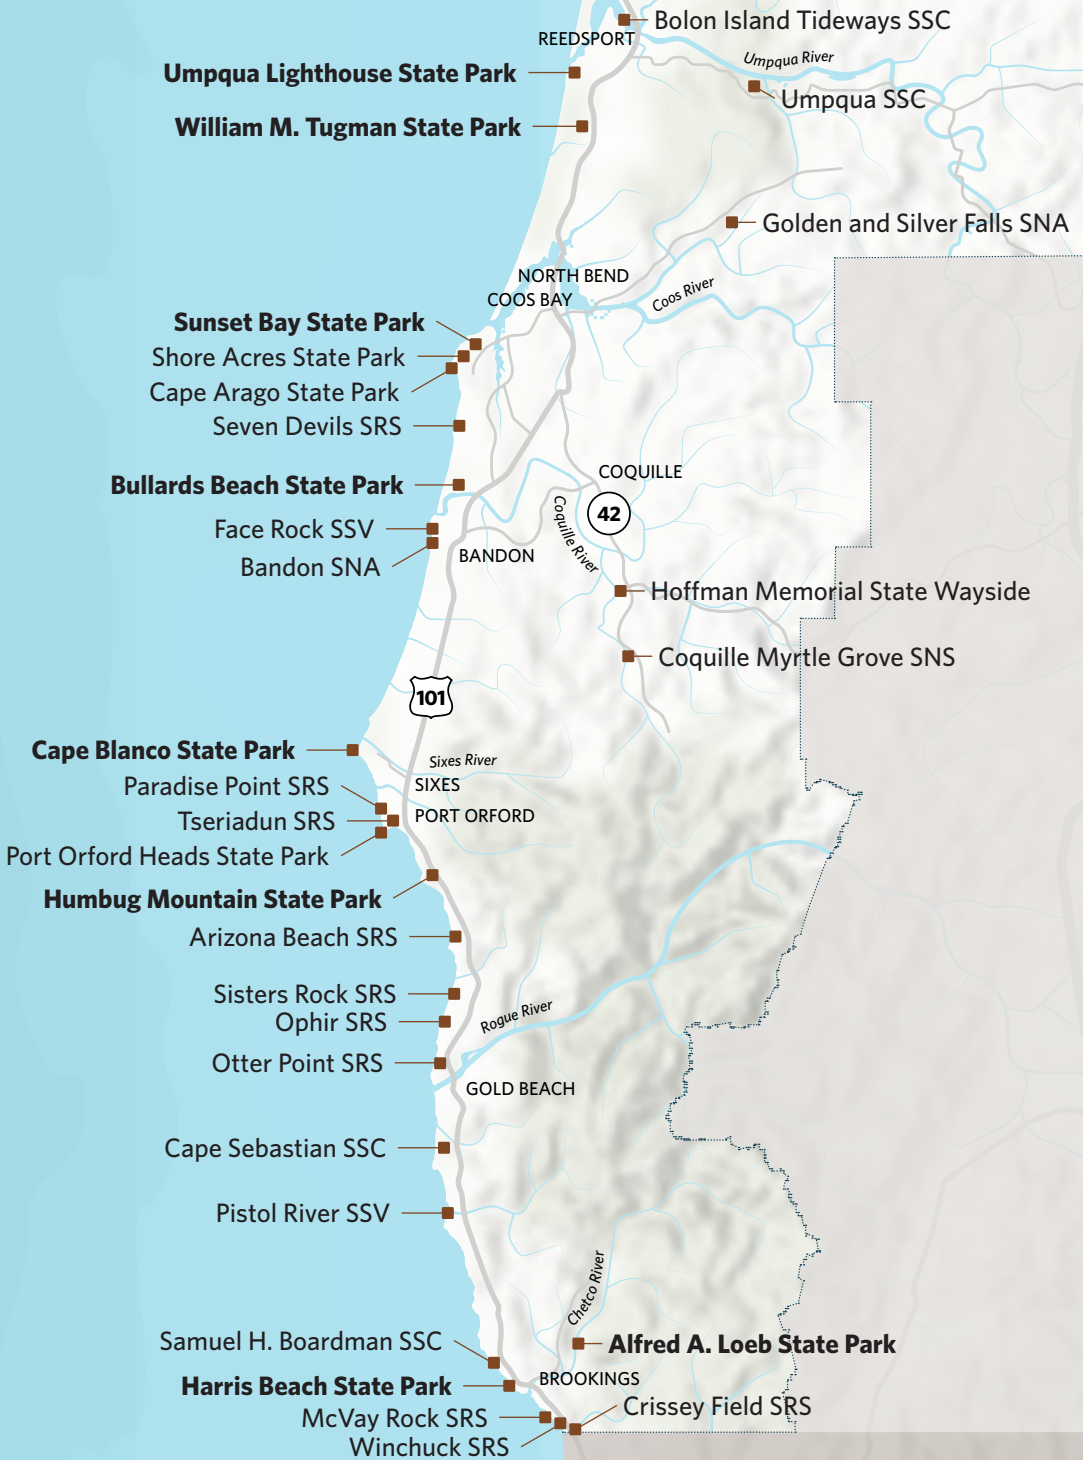 Bolon Island Tideways SSC
REEDSPORT
Umpqua River
Umpqua Lighthouse State Park
Umpqua SSC
William M. Tugman State Park
Golden and Silver Falls SNA
NORTH BEND
COOS BAY
Coos River
Sunset Bay State Park
Shore Acres State Park
Cape Arago State Park
Seven Devils SRS
COQUILLE
Bullards Beach State Park
42
Coquille River
Face Rock SSV
BANDON
Bandon SNA
Hoffman Memorial State Wayside
Coquille Myrtle Grove SNS
101
Cape Blanco State Park
Sixes River
SIXES
Paradise Point SRS
PORT ORFORD
Tseriadun SRS
Port Orford Heads State Park
Humbug Mountain State Park
Arizona Beach SRS
Sisters Rock SRS
Rogue River
Ophir SRS
Otter Point SRS
GOLD BEACH
Cape Sebastian SSC
Pistol River SSV
Chetco River
Samuel H. Boardman SSC
Alfred A. Loeb State Park
BROOKINGS
Harris Beach State Park
Crissey Field SRS
McVay Rock SRS
Winchuck SRS